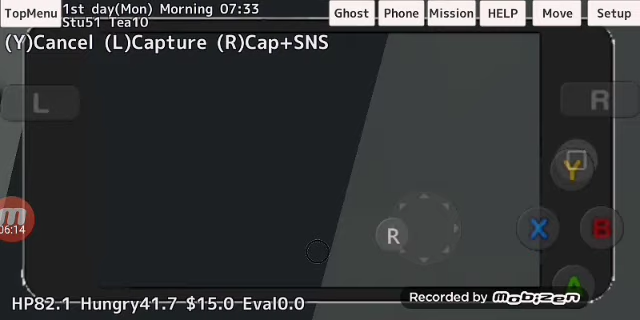 TopMenu 1st day(Mon) Morning 07:33 Ghost Phone Mission HELP Move Setup
Stu51 Tea10
(Y)Cancel (L)Capture (R)Cap+SNS
L R
Y
M
06:14 R X B
A
HP82.1 Hungry41.7 $15.0 Eval0.0 Recorded by Mobizen